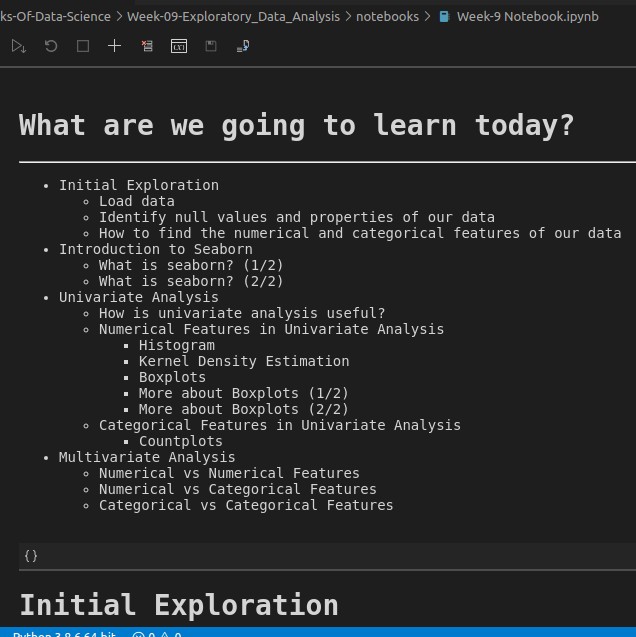 ks-Of-Data-Science > Week-09-Exploratory_Data_Analysis > notebooks > Week-9 Notebook.ipynb
What are we going to learn today?
• Initial Exploration
◦ Load data
◦ Identify null values and properties of our data
◦ How to find the numerical and categorical features of our data
• Introduction to Seaborn
◦ What is seaborn? (1/2)
◦ What is seaborn? (2/2)
• Univariate Analysis
◦ How is univariate analysis useful?
◦ Numerical Features in Univariate Analysis
▪ Histogram
▪ Kernel Density Estimation
▪ Boxplots
▪ More about Boxplots (1/2)
▪ More about Boxplots (2/2)
◦ Categorical Features in Univariate Analysis
▪ Countplots
• Multivariate Analysis
◦ Numerical vs Numerical Features
◦ Numerical vs Categorical Features
◦ Categorical vs Categorical Features
{}
Initial Exploration
Python 3.8.6 64-bit 0 0